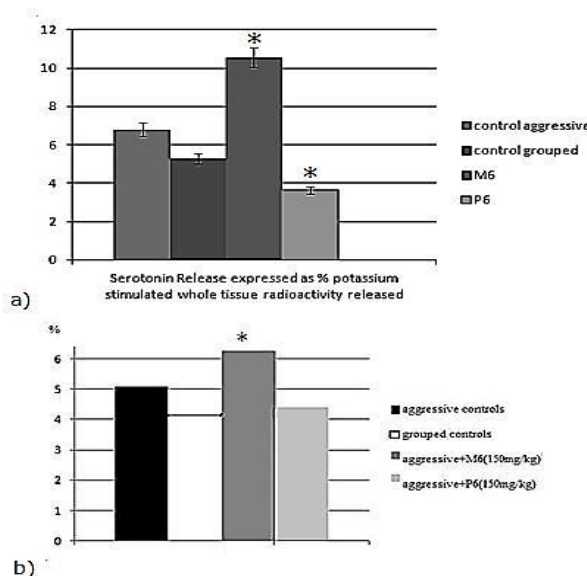 12
10
8
6
4
2
0
*
*
control aggressive
control grouped
M6
P6
Serotonin Release expressed as % potassium
stimulated whole tissue radioactivity released
a)
%
6
5
4
3
2
1
0
*
aggressive controls
grouped controls
aggressive+M6(150mg/kg)
aggressive+P6(150mg/kg)
b)